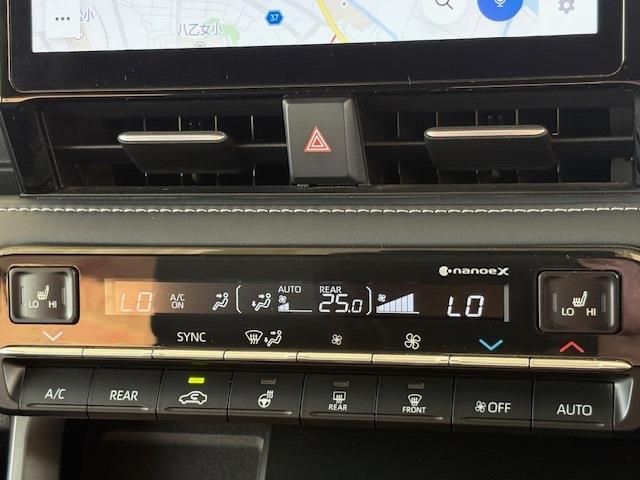 小
八乙女小
37
nanoeX
LO HI
LO
A/C ON
AUTO
REAR
25.0
LO
LO HI
SYNC
A/C
REAR
REAR
FRONT
OFF
AUTO